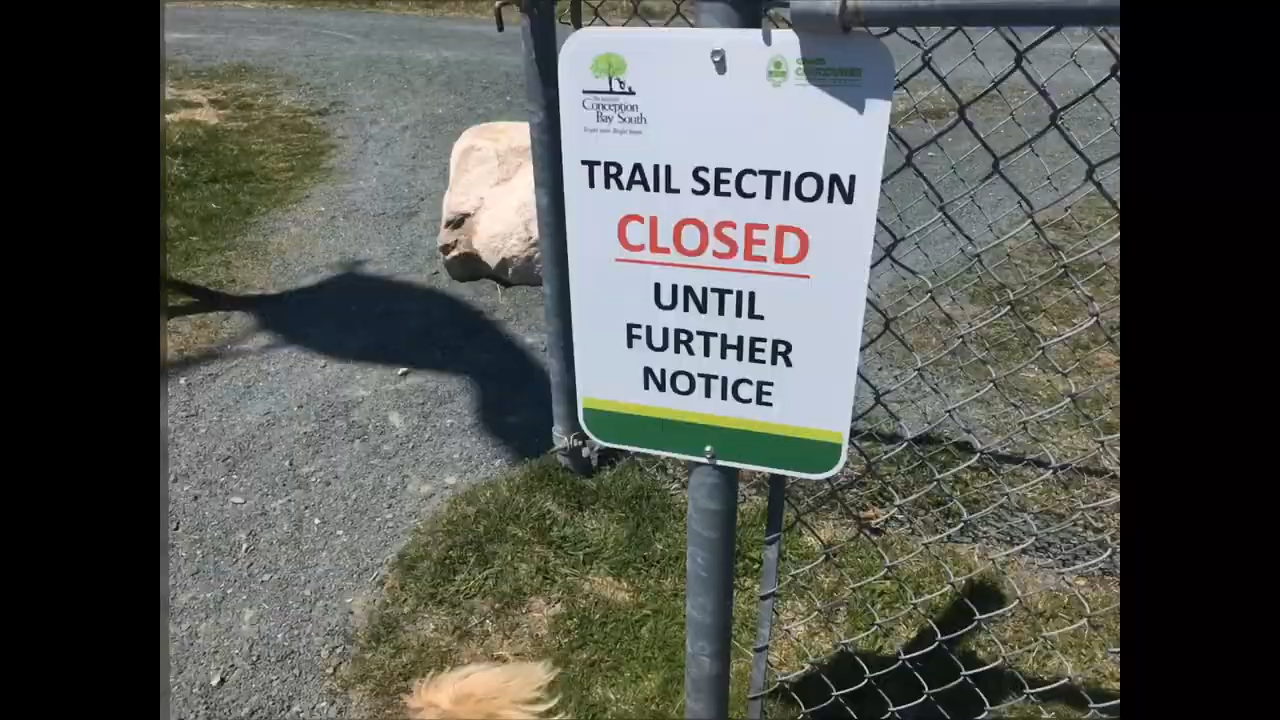 Conception
Bay South
TRAIL SECTION
CLOSED
UNTIL
FURTHER
NOTICE